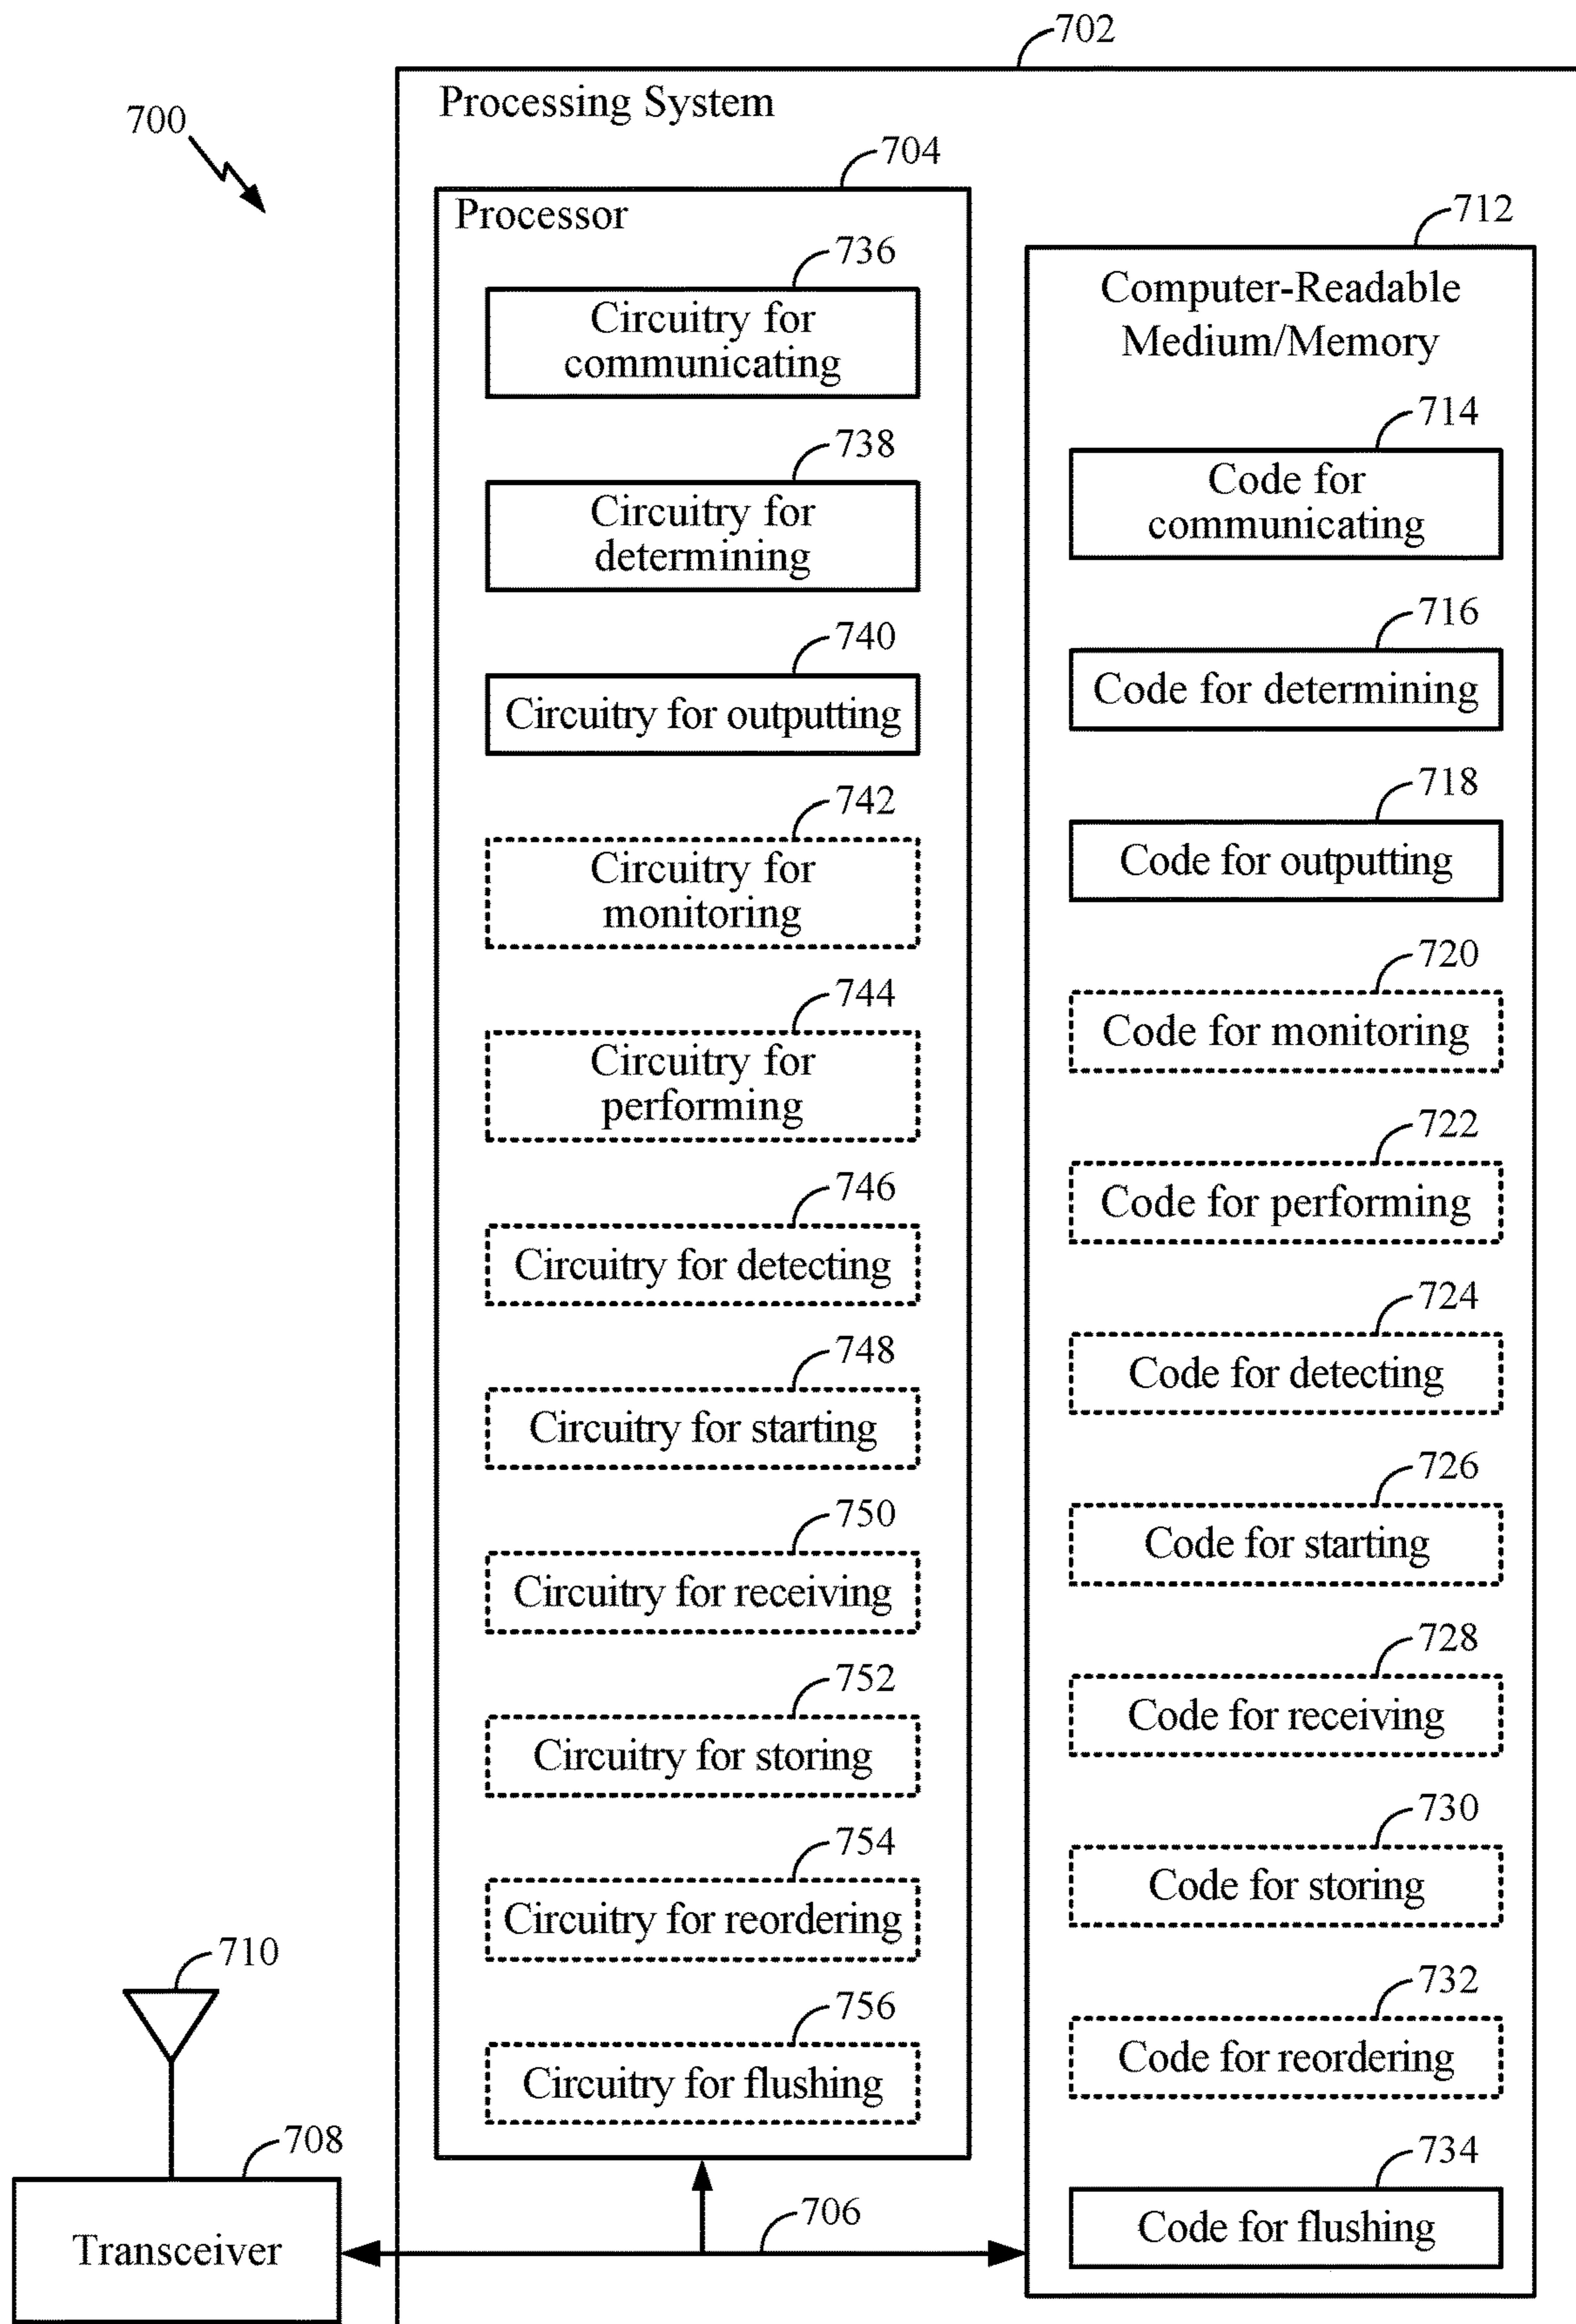 702
Processing System
700
704
Processor
736
Circuitry for
communicating
738
Circuitry for
determining
740
Circuitry for outputting
742
Circuitry for
monitoring
744
Circuitry for
performing
746
Circuitry for detecting
748
Circuitry for starting
750
Circuitry for receiving
752
Circuitry for storing
754
Circuitry for reordering
756
Circuitry for flushing
712
Computer-Readable
Medium/Memory
714
Code for
communicating
716
Code for determining
718
Code for outputting
720
Code for monitoring
722
Code for performing
724
Code for detecting
726
Code for starting
728
Code for receiving
730
Code for storing
732
Code for reordering
734
Code for flushing
710
708
Transceiver
706